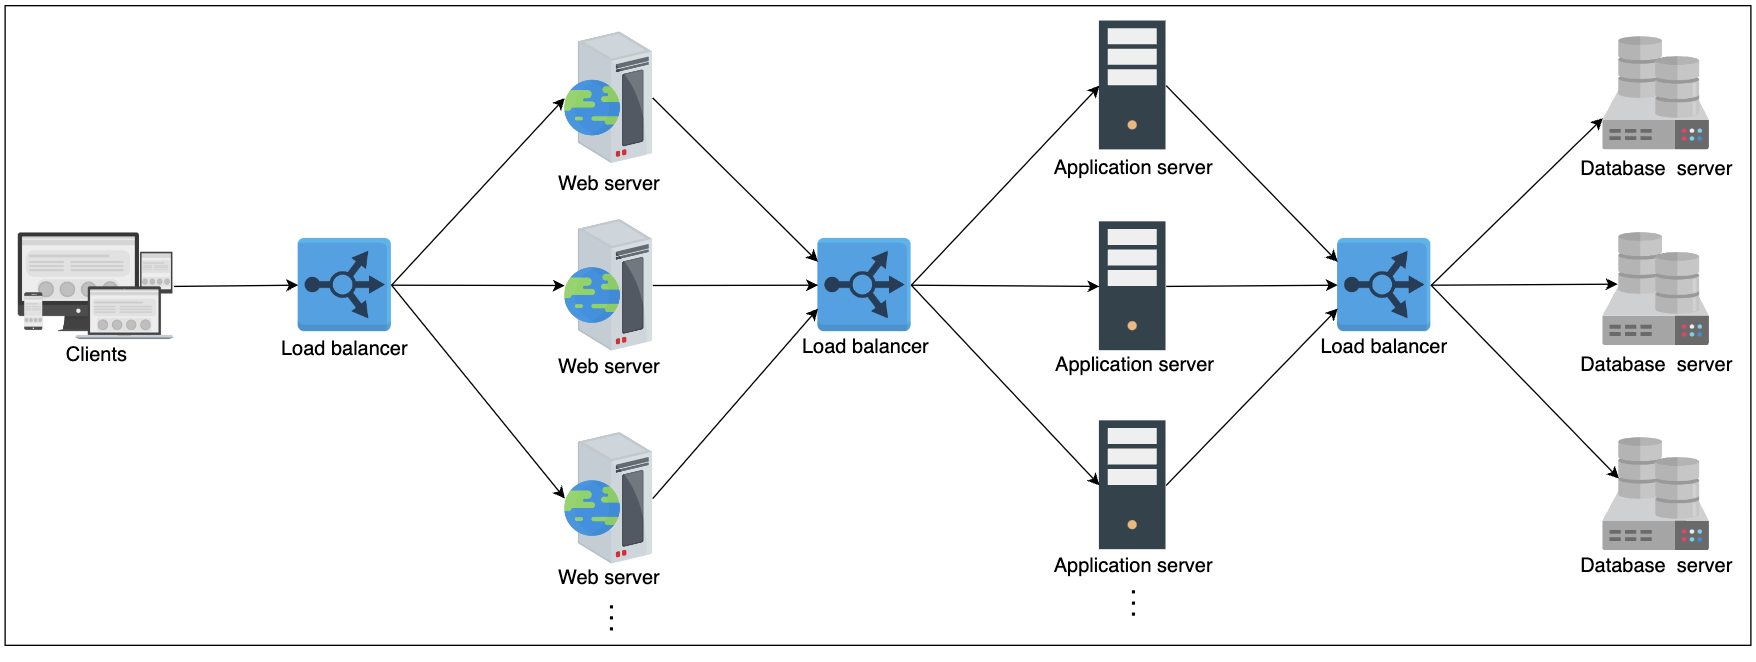 Web server
Application server
Database server
Clients
Load balancer
Web server
Load balancer
Application server
Load balancer
Database server
Web server
Application server
Database server